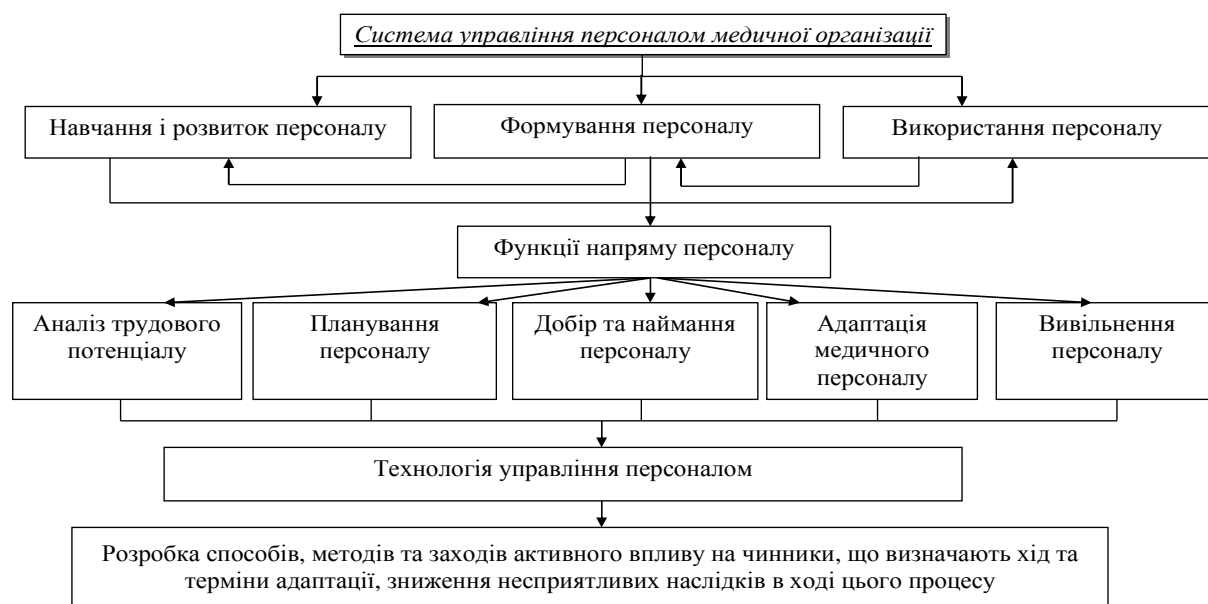 Система управління персоналом медичної організації
Навчання і розвиток персоналу
Формування персоналу
Використання персоналу
Функції напряму персоналу
Аналіз трудового
потенціалу
Планування
персоналу
Добір та наймання
персоналу
Адаптація
медичного
персоналу
Вивільнення
персоналу
Технологія управління персоналом
Розробка способів, методів та заходів активного впливу на чинники, що визначають хід та
терміни адаптації, зниження несприятливих наслідків в ході цього процесу